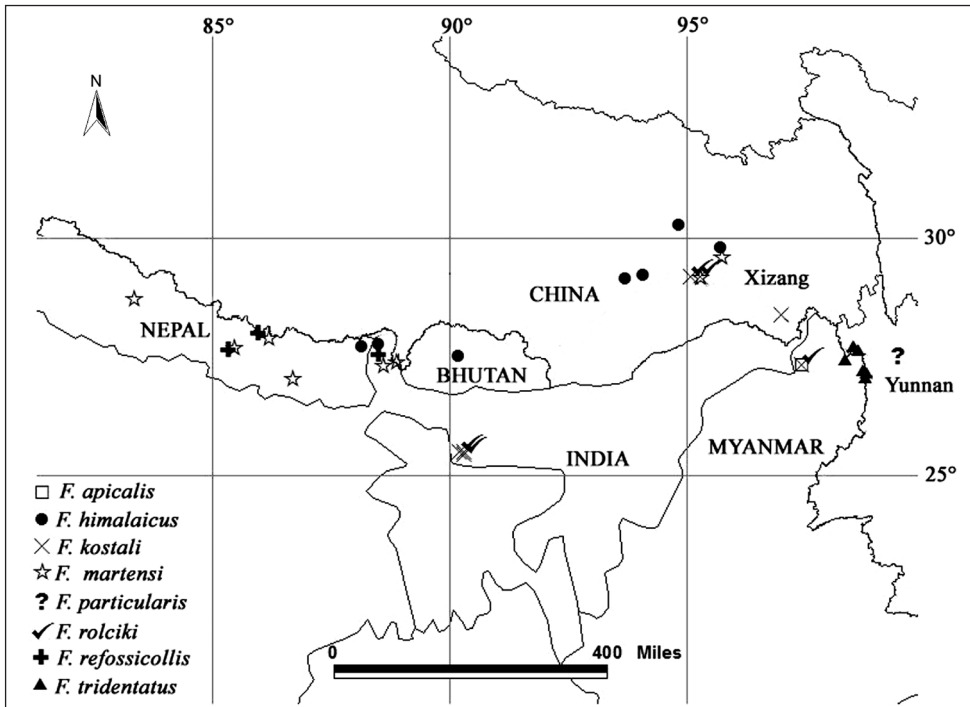 85° 90° 95°
N
30°
CHINA Xizang
NEPAL
BHUTAN
? Yunnan
INDIA MYANMAR
25°
F. apicalis
F. himalaicus
F. kostali
F. martensi
? F. particularis
F. rolciki
F. refossicollis
F. tridentatus
0 400 Miles